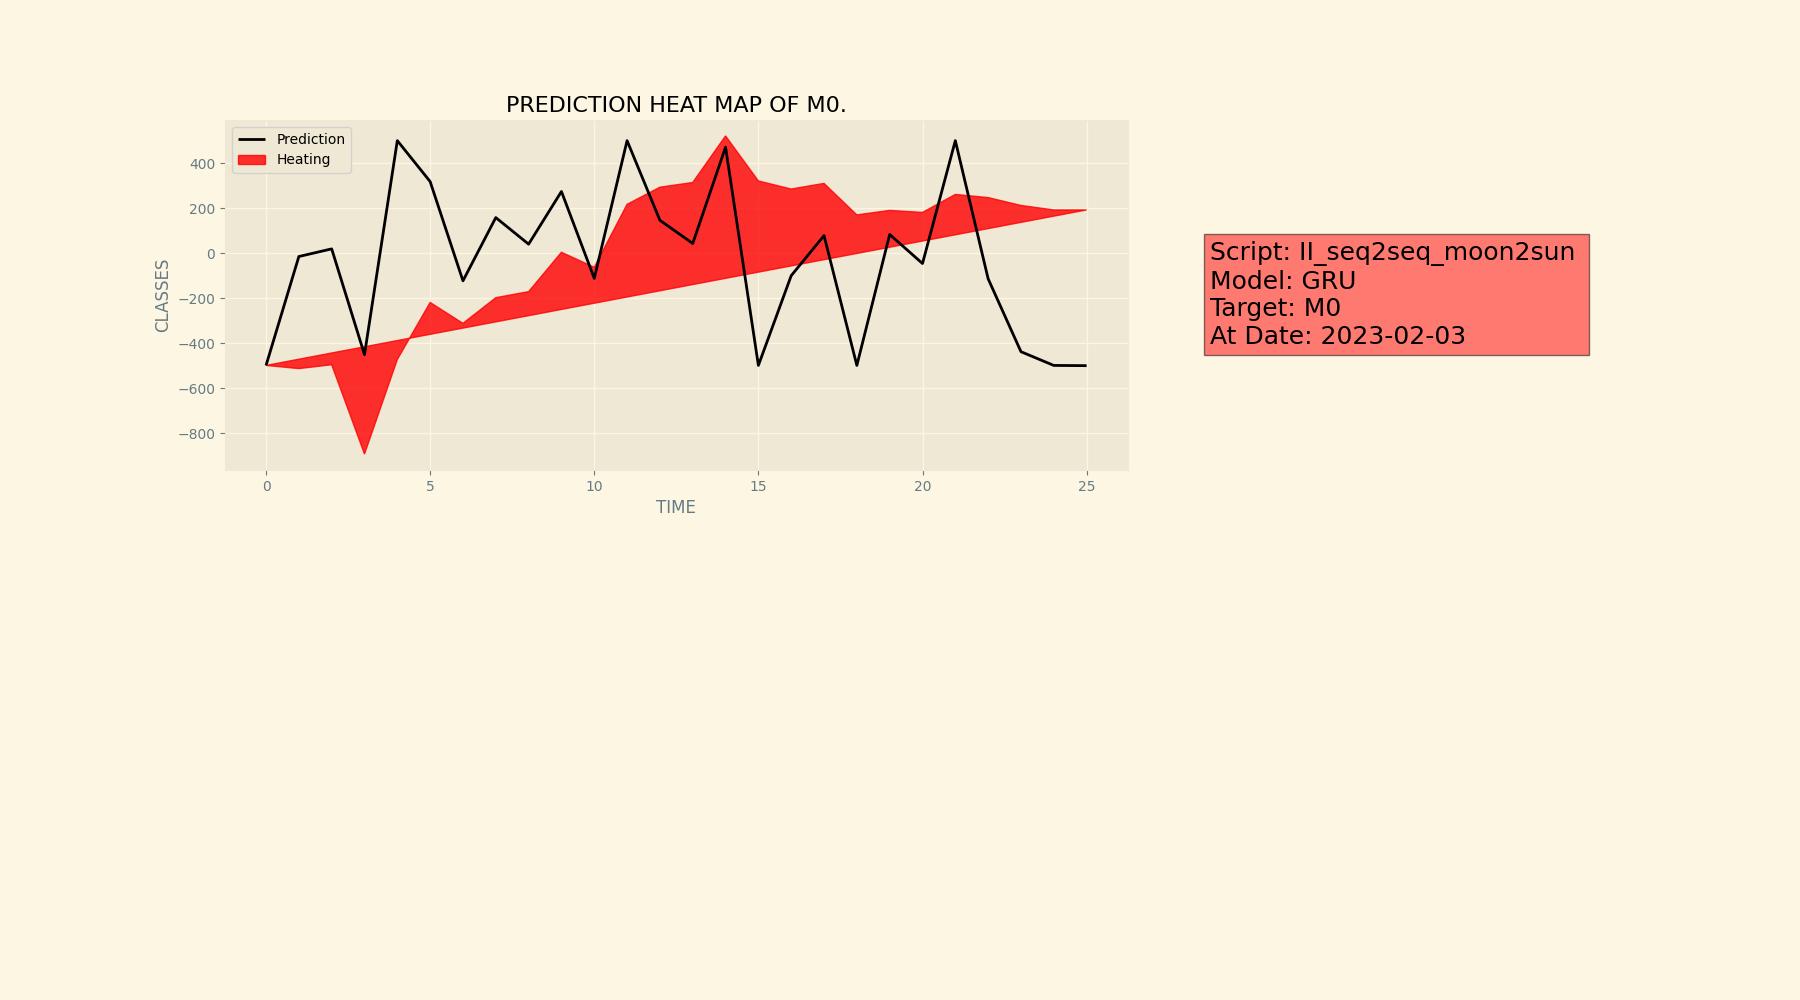 PREDICTION HEAT MAP OF M0.
Prediction
Heating
400
200
0
−200
−400
−600
−800
CLASSES
0 5 10 15 20 25
TIME
Script: II_seq2seq_moon2sun
Model: GRU
Target: M0
At Date: 2023-02-03